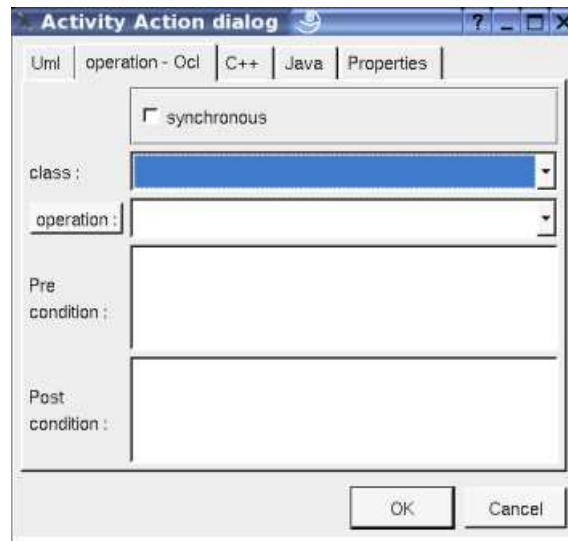 Activity Action dialog
Uml operation - Ocl C++ Java Properties
synchronous
class :
operation :
Pre
condition :
Post
condition :
OK Cancel